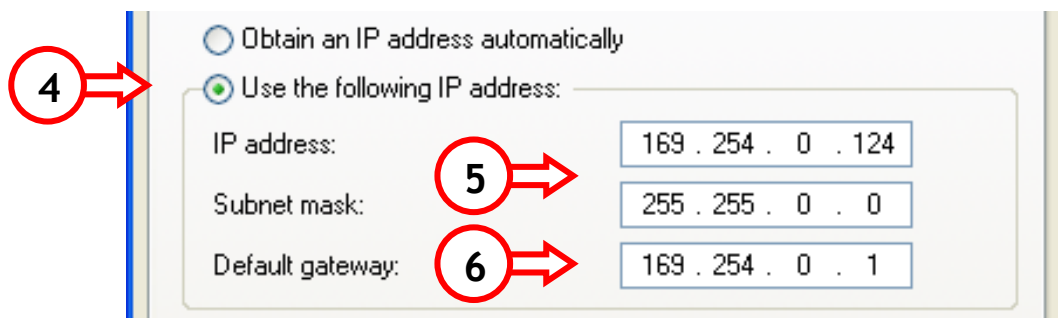 Obtain an IP address automatically
4 Use the following IP address:
IP address: 169 . 254 . 0 . 124
5
Subnet mask: 255 . 255 . 0 . 0
Default gateway: 6 169 . 254 . 0 . 1